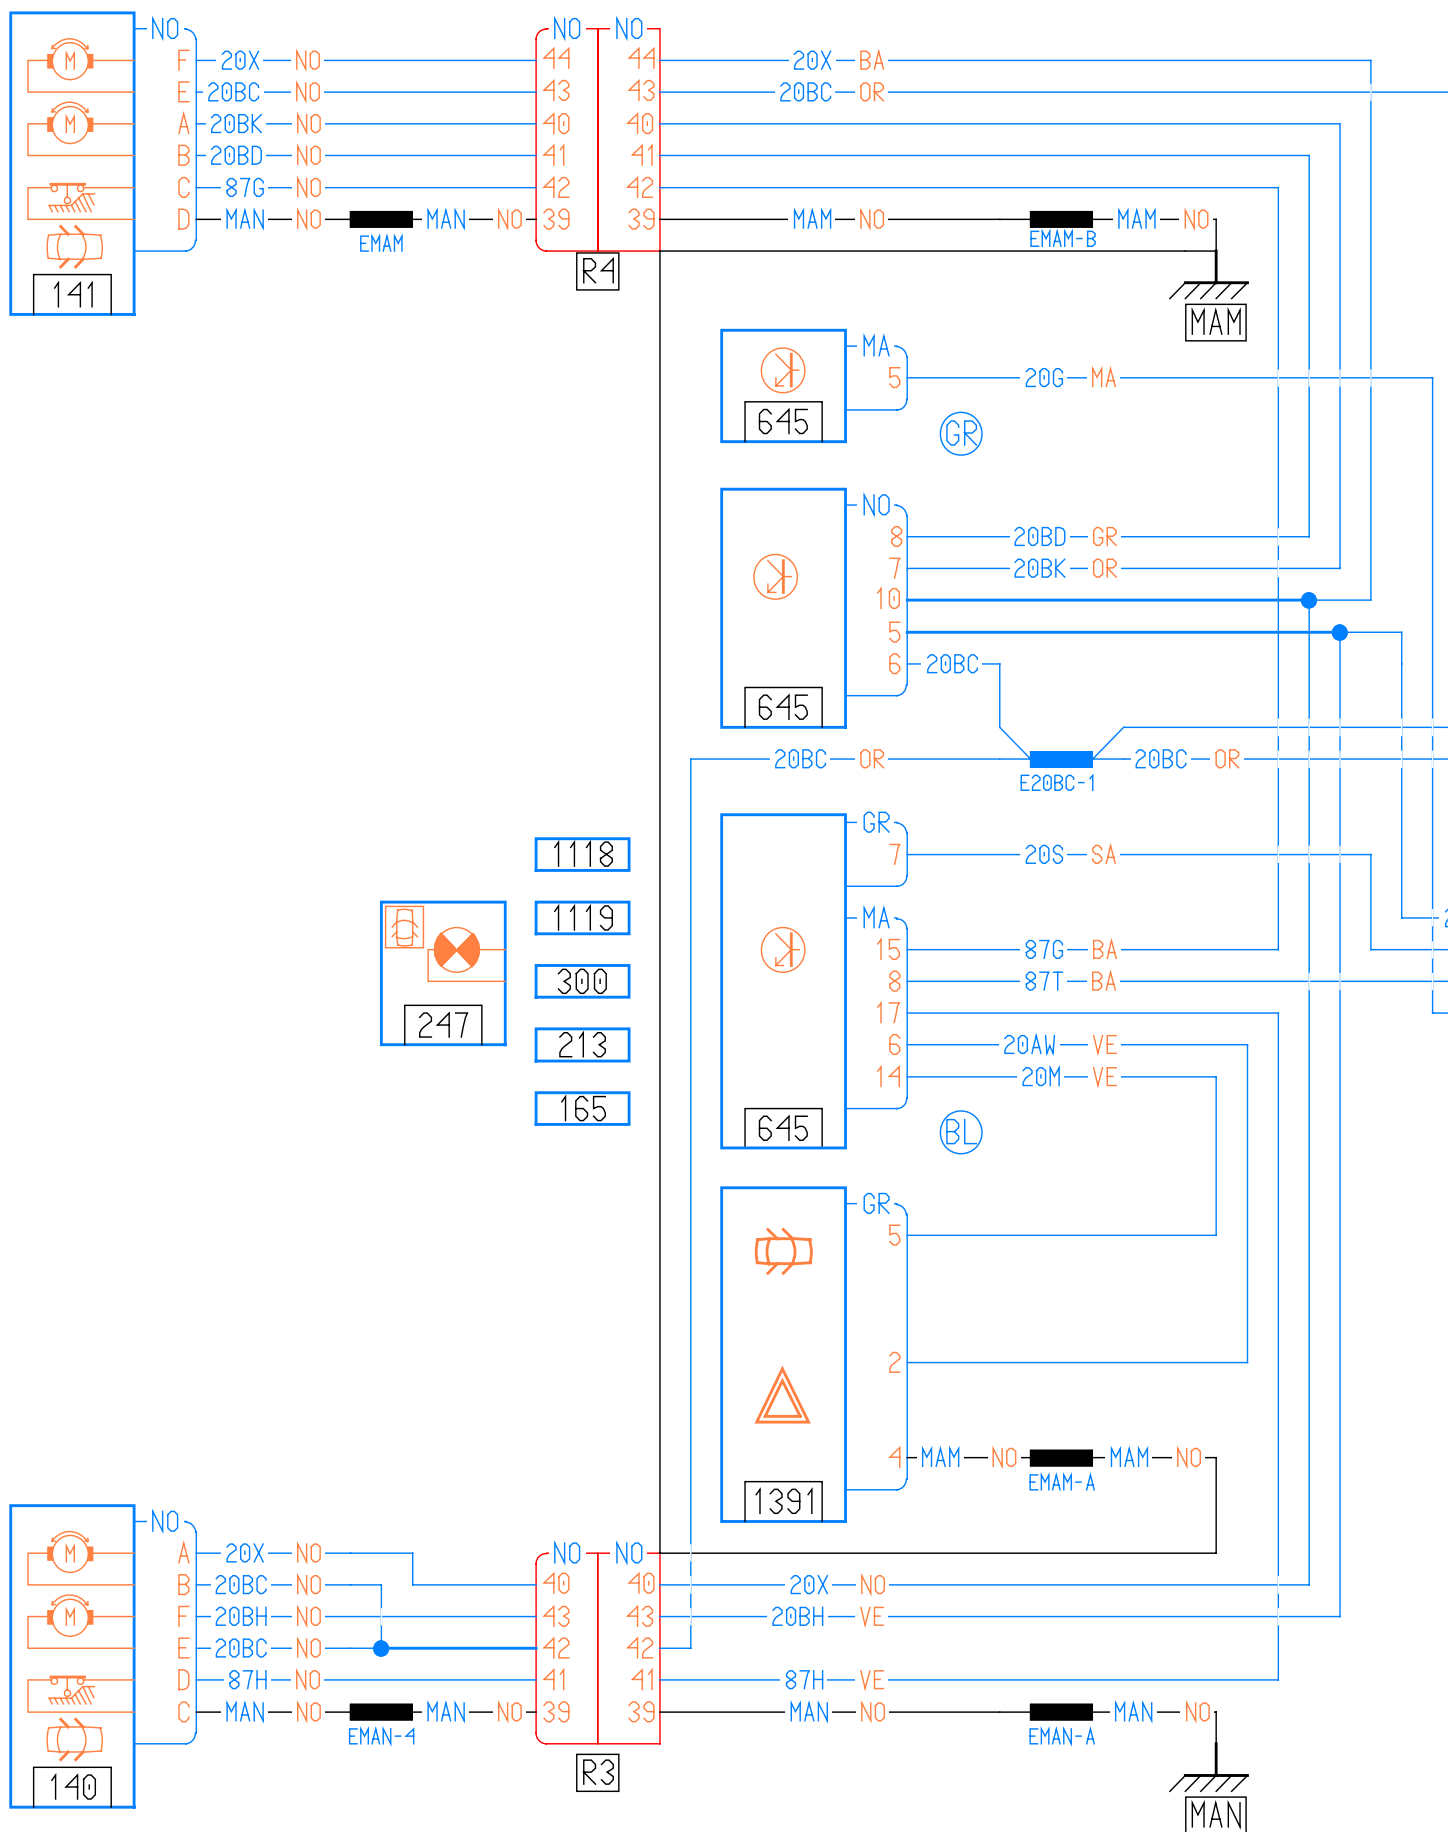 NO NO NO
F 20X NO 44 44 20X BA
E 20BC NO 43 43 20BC OR
A 20BK NO 40 40
B 20BD NO 41 41
C 87G NO 42 42
D MAN NO MAN NO 39 39 MAM NO MAM NO
EMAM EMAM-B
M
M
141
R4
MAM
MA
5 20G MA
645
GR
NO
8 20BD GR
7 20BK OR
10
5
6 20BC
645
20BC OR 20BC OR
E20BC-1
GR
7 20S SA
MA
15 87G BA
8 87T BA
17
6 20AW VE
14 20M VE
645
BL
1118
1119
300
213
165
247
GR
5
2
4 MAM NO MAM NO
EMAM-A
1391
NO NO NO
A 20X NO
B 20BC NO 40 40 20X NO
F 20BH NO 43 43 20BH VE
E 20BC NO 42 42
D 87H NO 41 41 87H VE
C MAN NO MAN NO 39 39 MAN NO MAN NO
EMAN-4 EMAN-A
M
M
140
R3
MAN